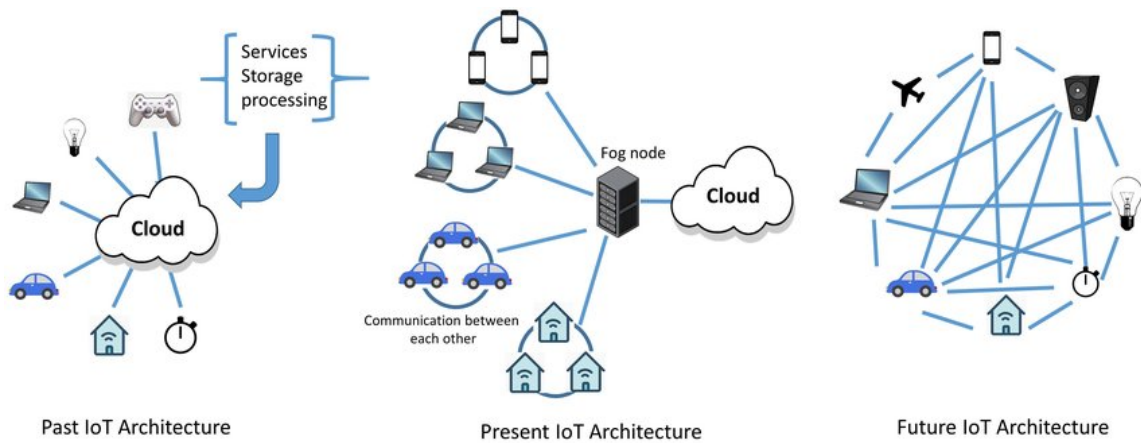 Services
Storage
processing
Cloud
Past IoT Architecture
Fog node
Cloud
Communication between
each other
Present IoT Architecture
Future IoT Architecture